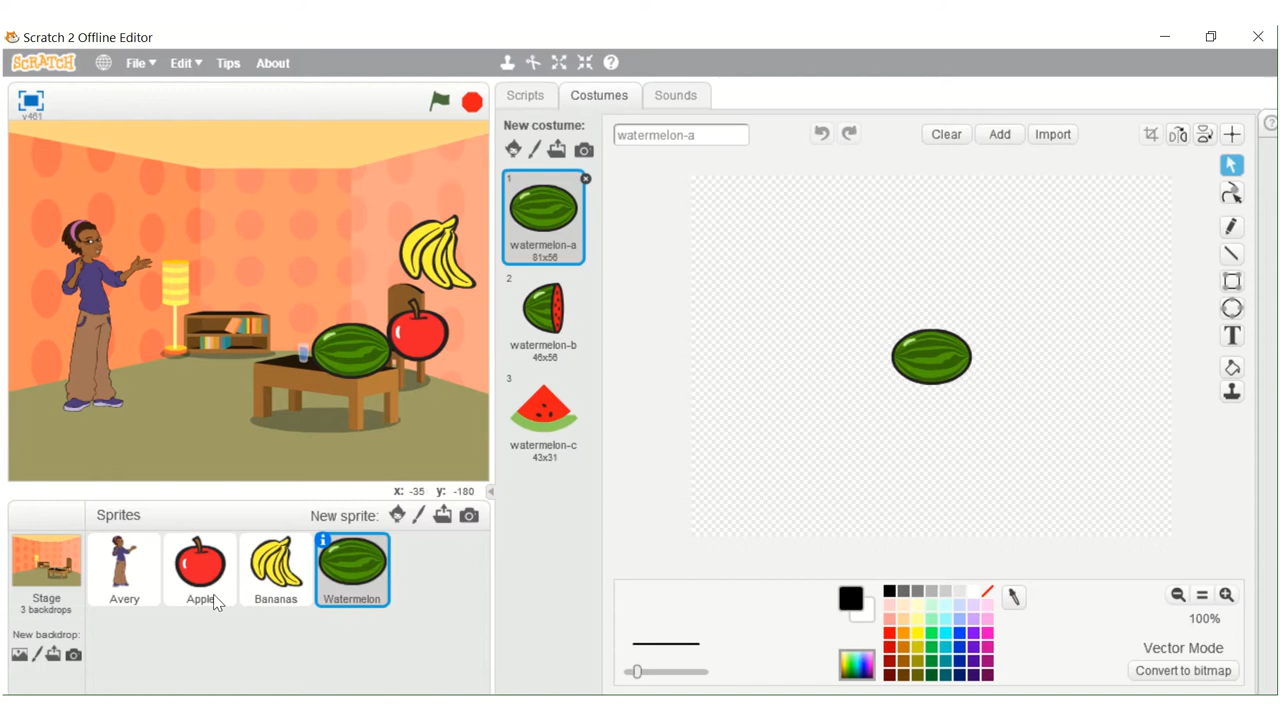 Scratch 2 Offline Editor
SCRATCH File Edit Tips About
v461
Scripts Costumes Sounds
New costume:
watermelon-a
Clear Add Import
1
watermelon-a
81x56
2
watermelon-b
46x56
3
watermelon-c
43x31
T
x: -35 y: -180
Sprites New sprite:
Avery Apple Bananas Watermelon
Stage
3 backdrops
New backdrop:
100%
Vector Mode
Convert to bitmap